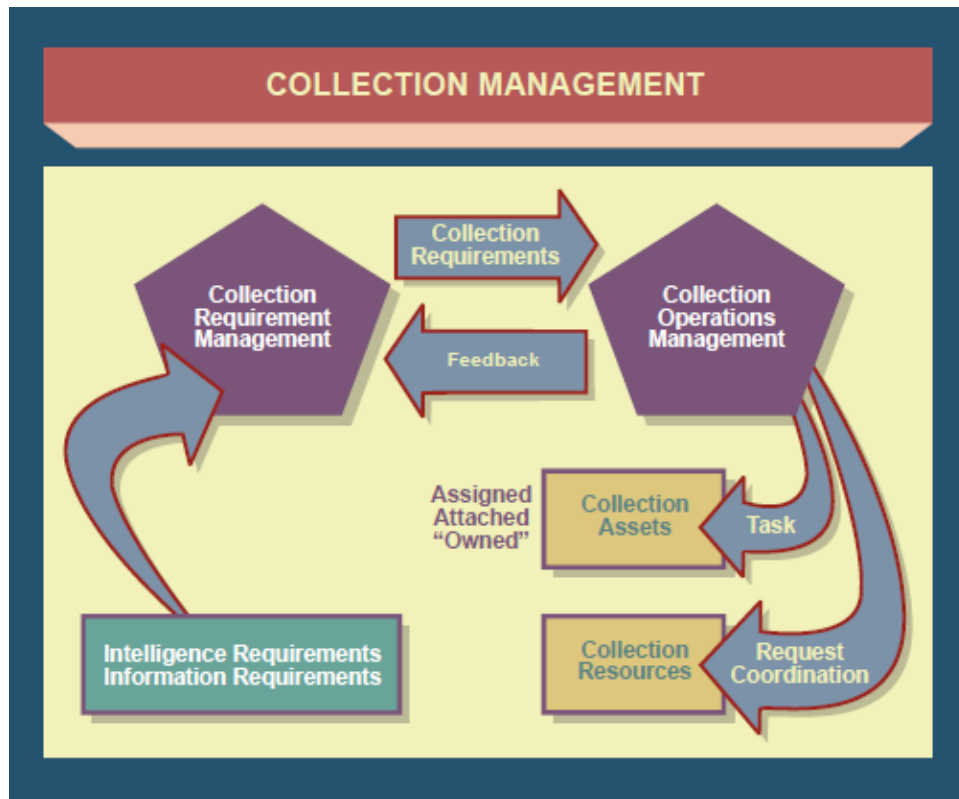 COLLECTION MANAGEMENT
Collection
Requirements
Collection
Requirement
Management
Collection
Operations
Management
Feedback
Assigned
Attached
“Owned”
Collection
Assets
Task
Intelligence Requirements
Information Requirements
Collection
Resources
Request
Coordination